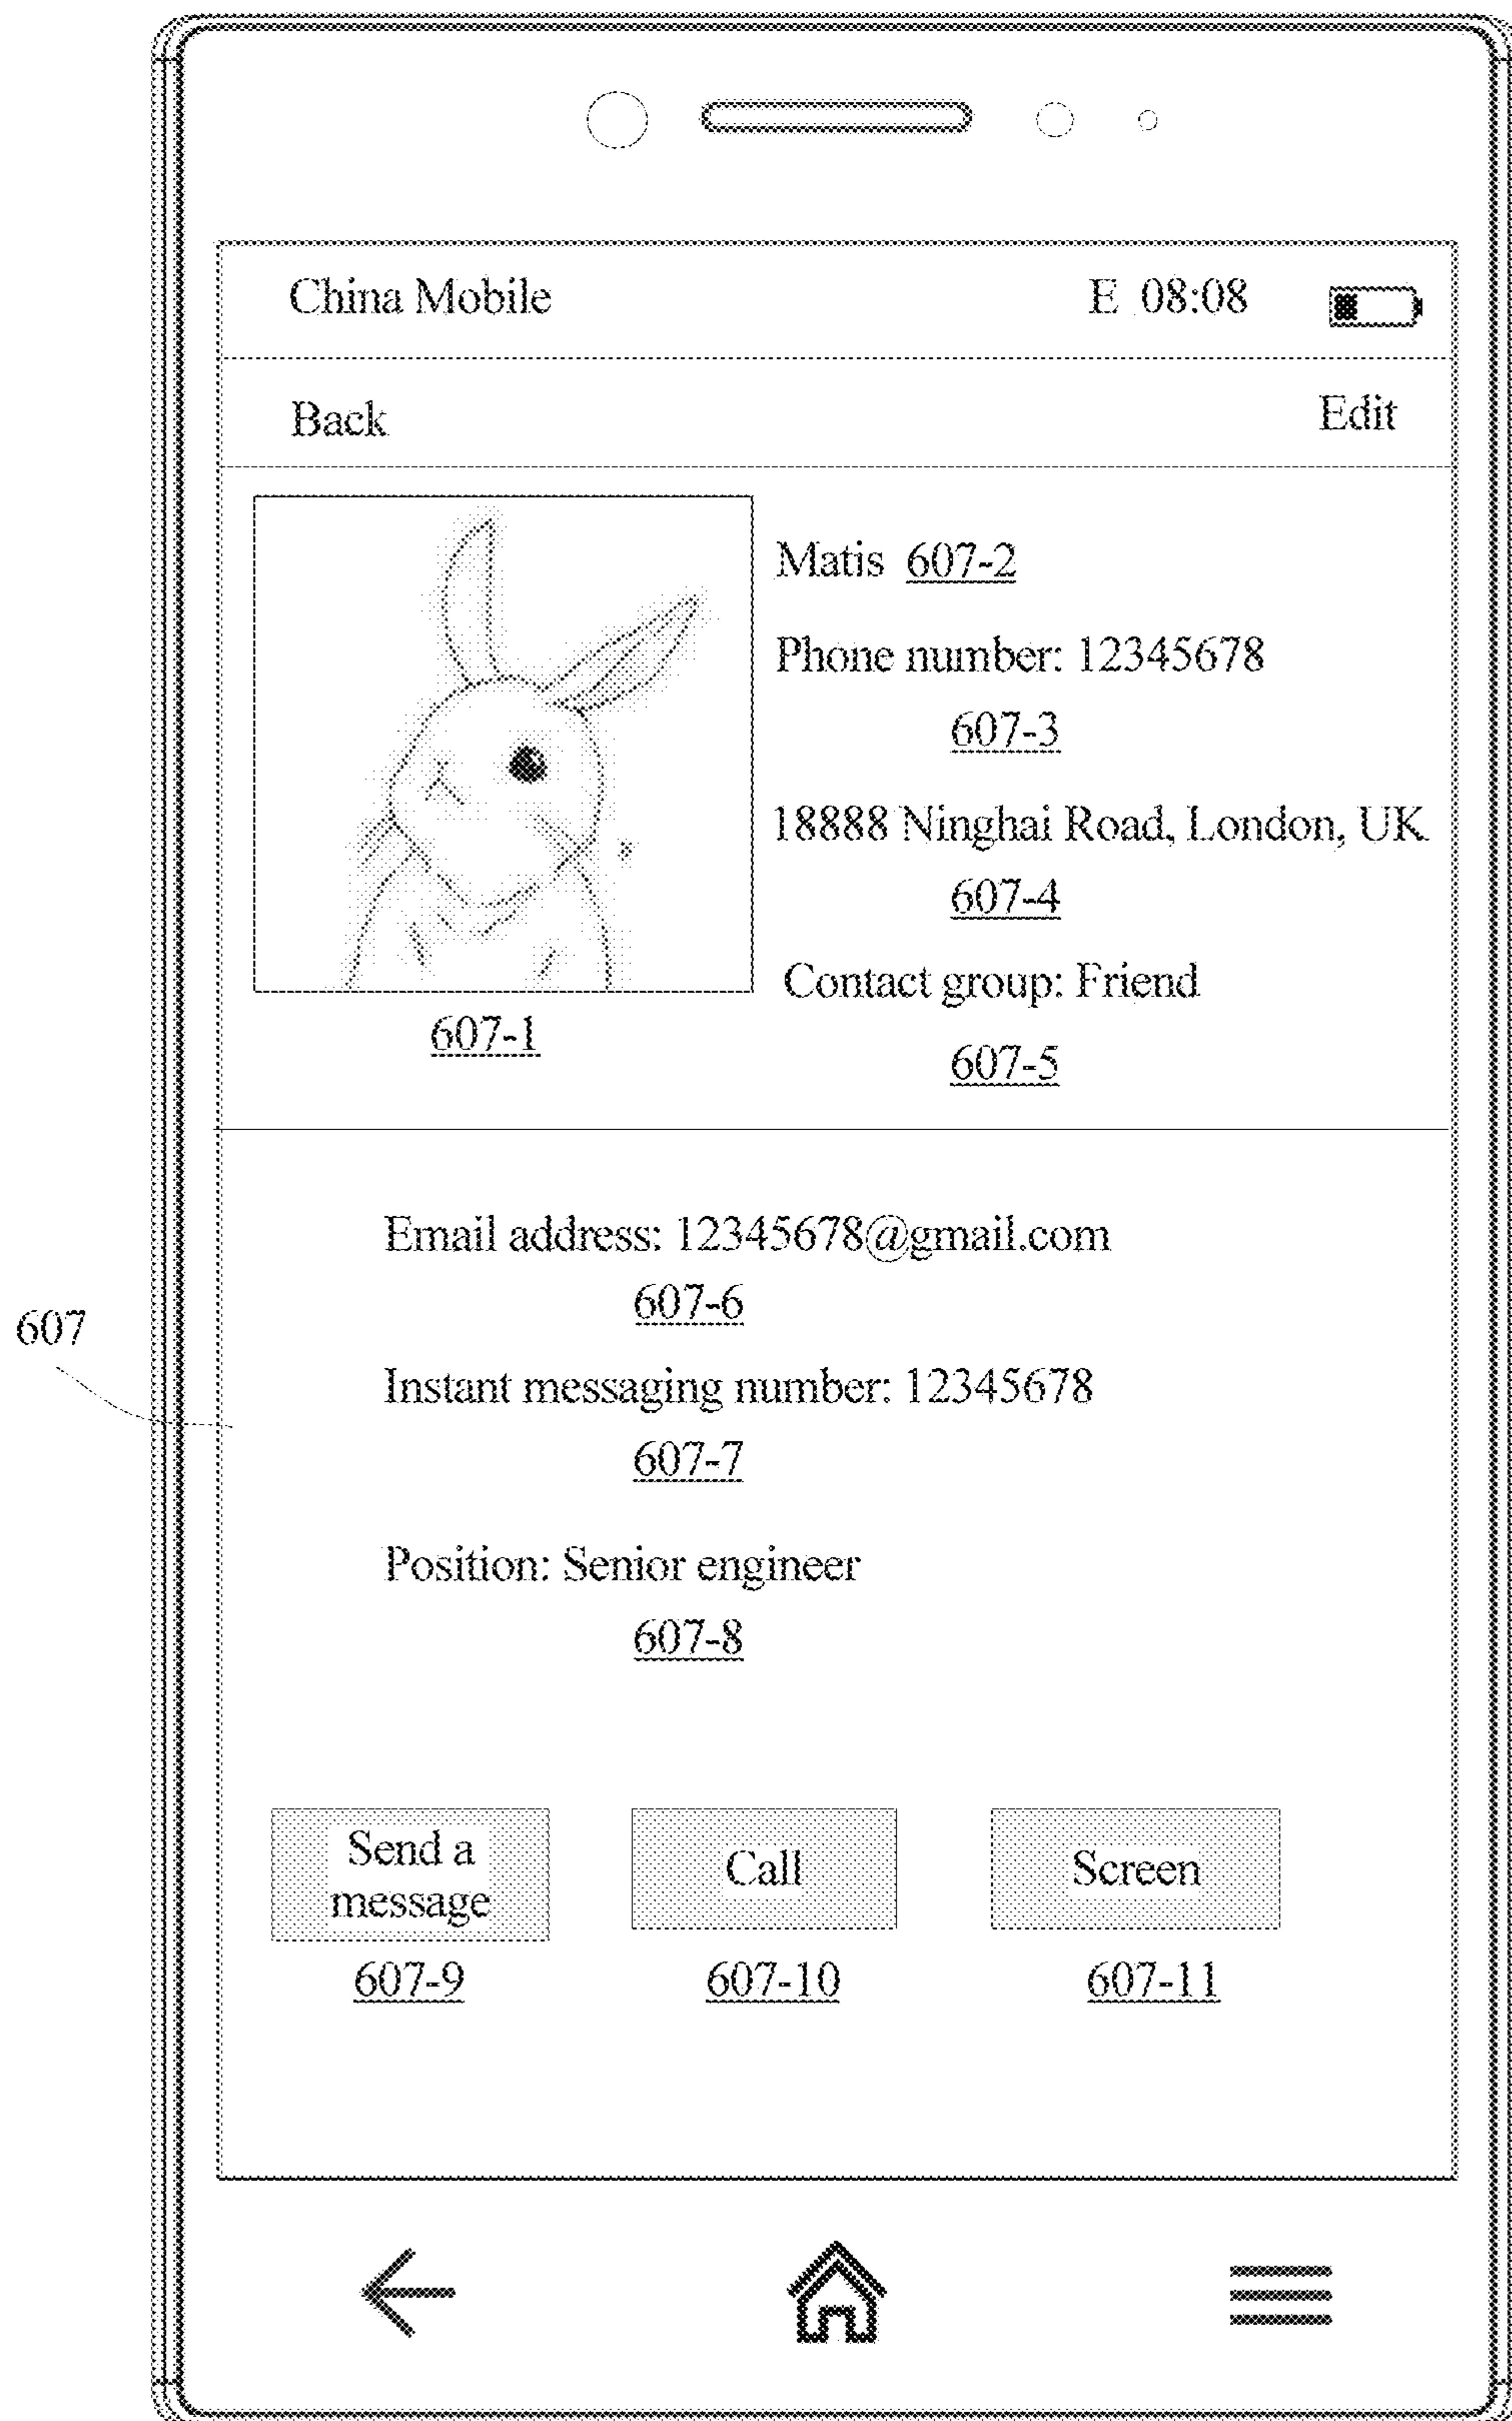 China Mobile E 08:08
Back Edit
Matis 607-2
Phone number: 12345678
607-3
18888 Ninghai Road, London, UK
607-4
Contact group: Friend
607-1
607-5
Email address: 12345678@gmail.com
607-6
607
Instant messaging number: 12345678
607-7
Position: Senior engineer
607-8
Send a
message
Call
Screen
607-9 607-10 607-11